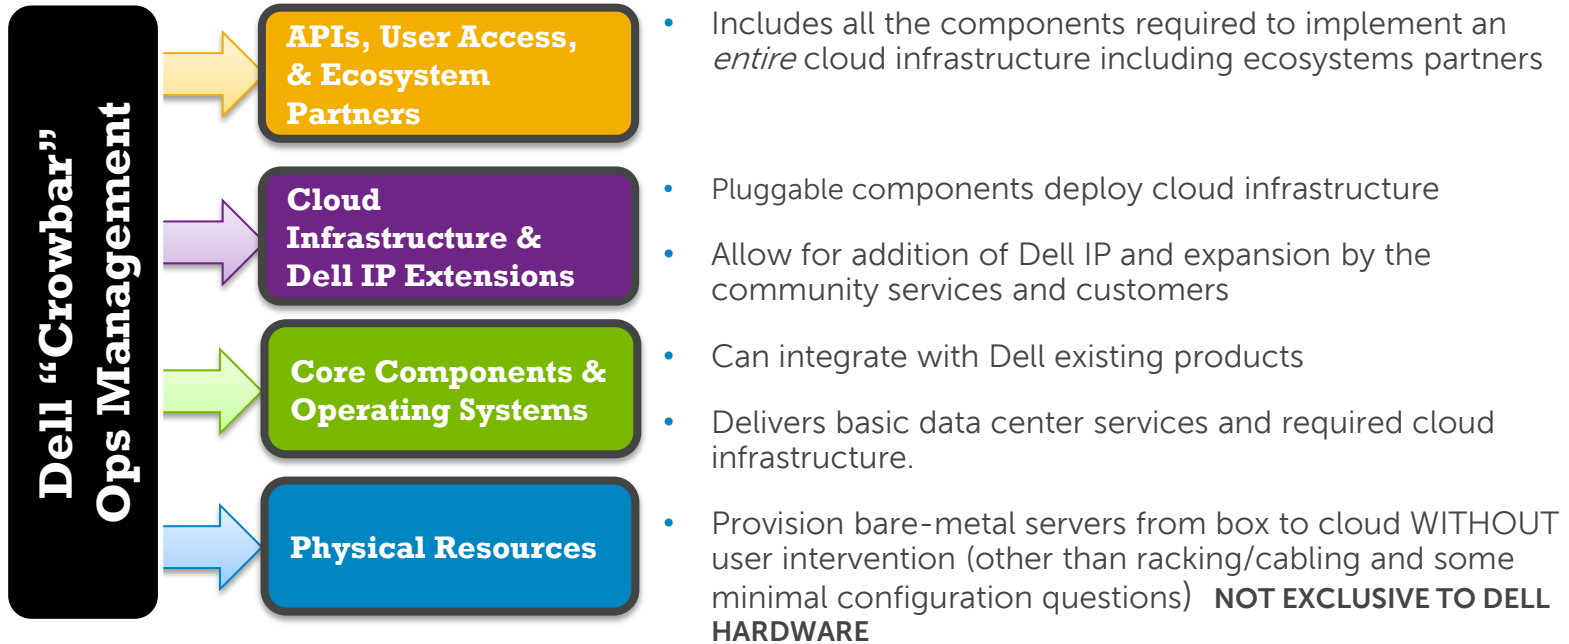 Dell “Crowbar”
Ops Management
APIs, User Access,
& Ecosystem
Partners
• Includes all the components required to implement an
entire cloud infrastructure including ecosystems partners
Cloud
Infrastructure &
Dell IP Extensions
• Pluggable components deploy cloud infrastructure
• Allow for addition of Dell IP and expansion by the
community services and customers
Core Components &
Operating Systems
• Can integrate with Dell existing products
• Delivers basic data center services and required cloud
infrastructure.
Physical Resources
• Provision bare-metal servers from box to cloud WITHOUT
user intervention (other than racking/cabling and some
minimal configuration questions) NOT EXCLUSIVE TO DELL
HARDWARE